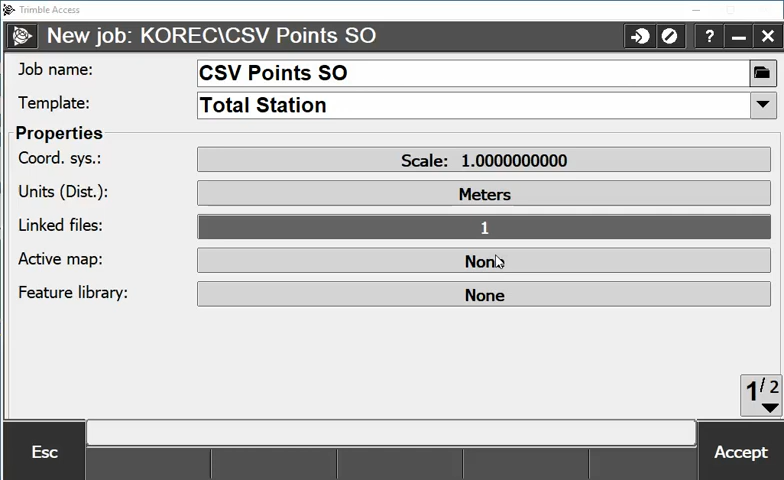 Trimble Access
New job: KOREC\CSV Points SO
?
Job name:
CSV Points SO
Template:
Total Station
Properties
Coord. sys.:
Scale: 1.0000000000
Units (Dist.):
Meters
Linked files:
1
Active map:
None
Feature library:
None
1/2
Esc
Accept